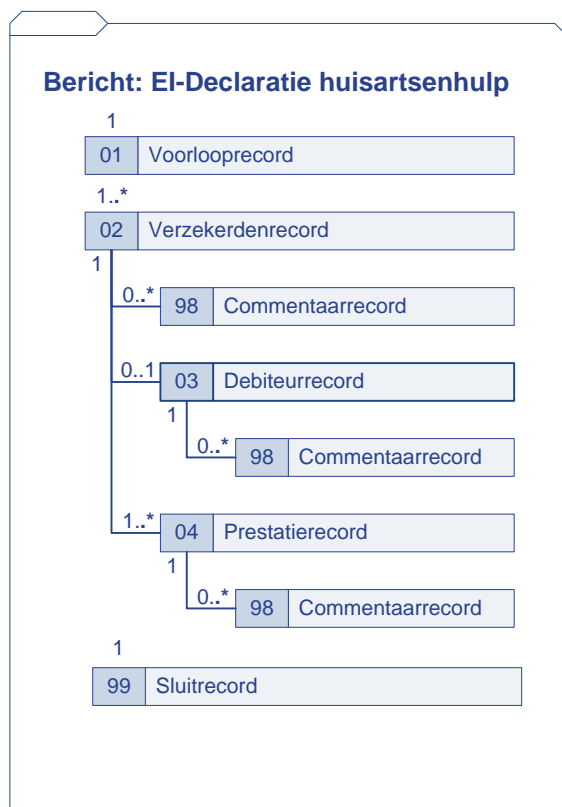 Bericht: EI-Declaratie huisartsenhulp
1
01 Voorlooprecord
1..*
02 Verzekerdenrecord
1
0..* 98 Commentaarrecord
0..1 03 Debiteurrecord
1
0..* 98 Commentaarrecord
1..* 04 Prestatierecord
1
0..* 98 Commentaarrecord
1
99 Sluitrecord